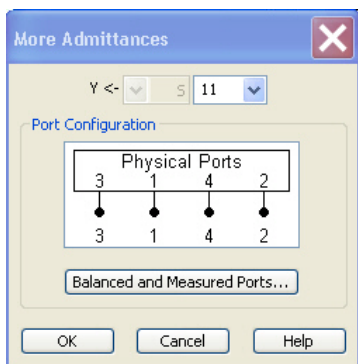 More Admittances
Y <- S 11
Port Configuration
Physical Ports
3 1 4 2
3 1 4 2
Balanced and Measured Ports...
OK Cancel Help